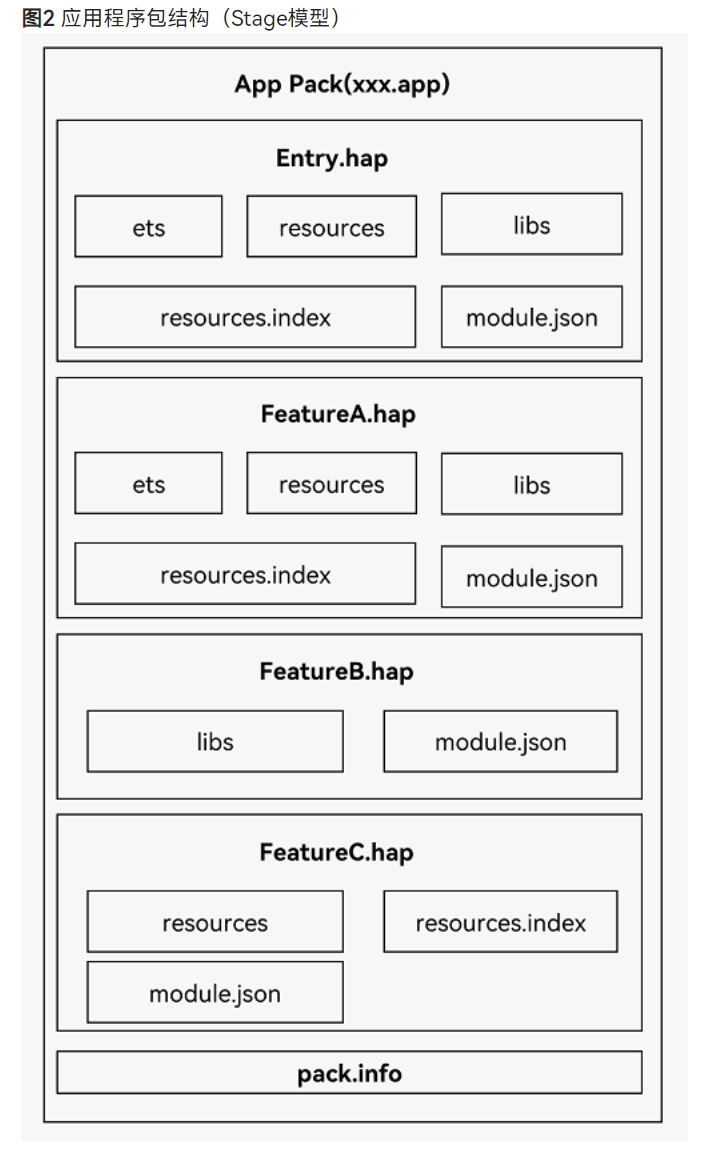 图2 应用程序包结构（Stage模型）
App Pack(xxx.app)
Entry.hap
ets
resources
libs
resources.index
module.json
FeatureA.hap
ets
resources
libs
resources.index
module.json
FeatureB.hap
libs
module.json
FeatureC.hap
resources
resources.index
module.json
pack.info